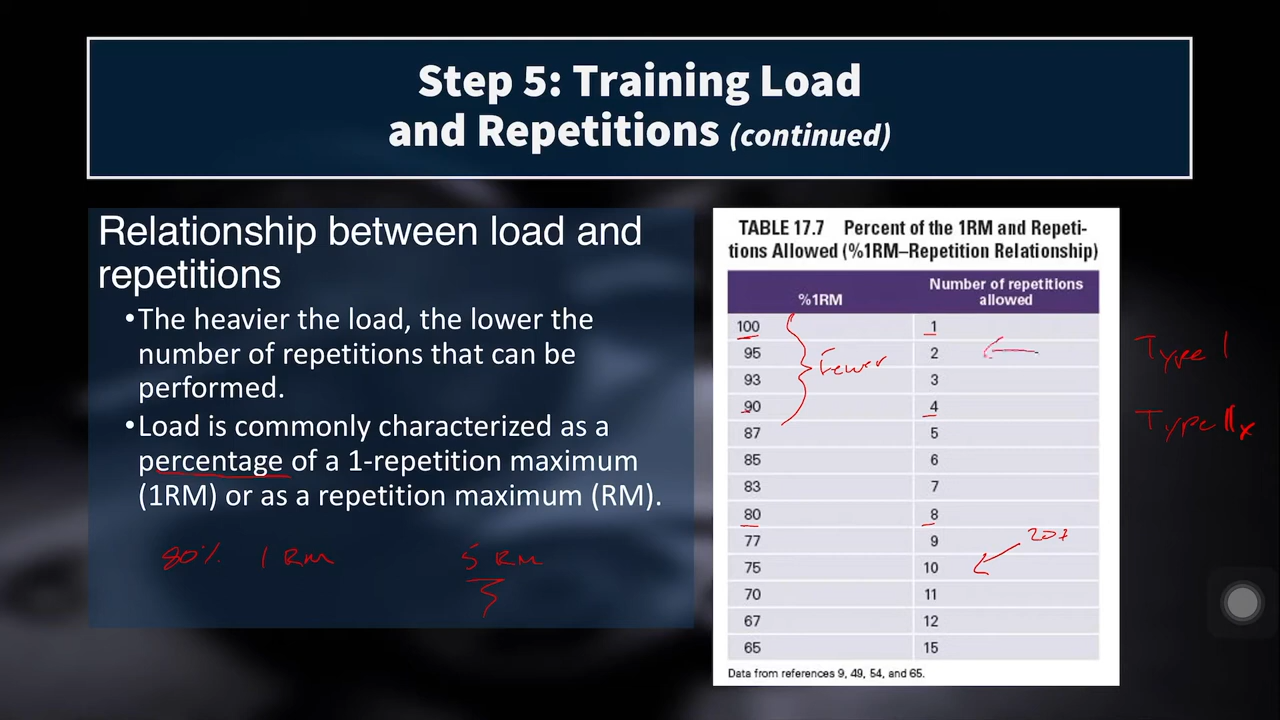 Step 5: Training Load
and Repetitions (continued)
Relationship between load and
repetitions
•The heavier the load, the lower the
number of repetitions that can be
performed.
•Load is commonly characterized as a
percentage of a 1-repetition maximum
(1RM) or as a repetition maximum (RM).
80% 1 RM 5 RM
TABLE 17.7 Percent of the 1RM and Repeti-
tions Allowed (%1RM–Repetition Relationship)
%1RM Number of repetitions allowed
100 1
95 2
93 3
90 4
87 5
85 6
83 7
80 8
77 9
75 10
70 11
67 12
65 15
Data from references 9, 49, 54, and 65.
Fewer
20+
Type I
Type IIx